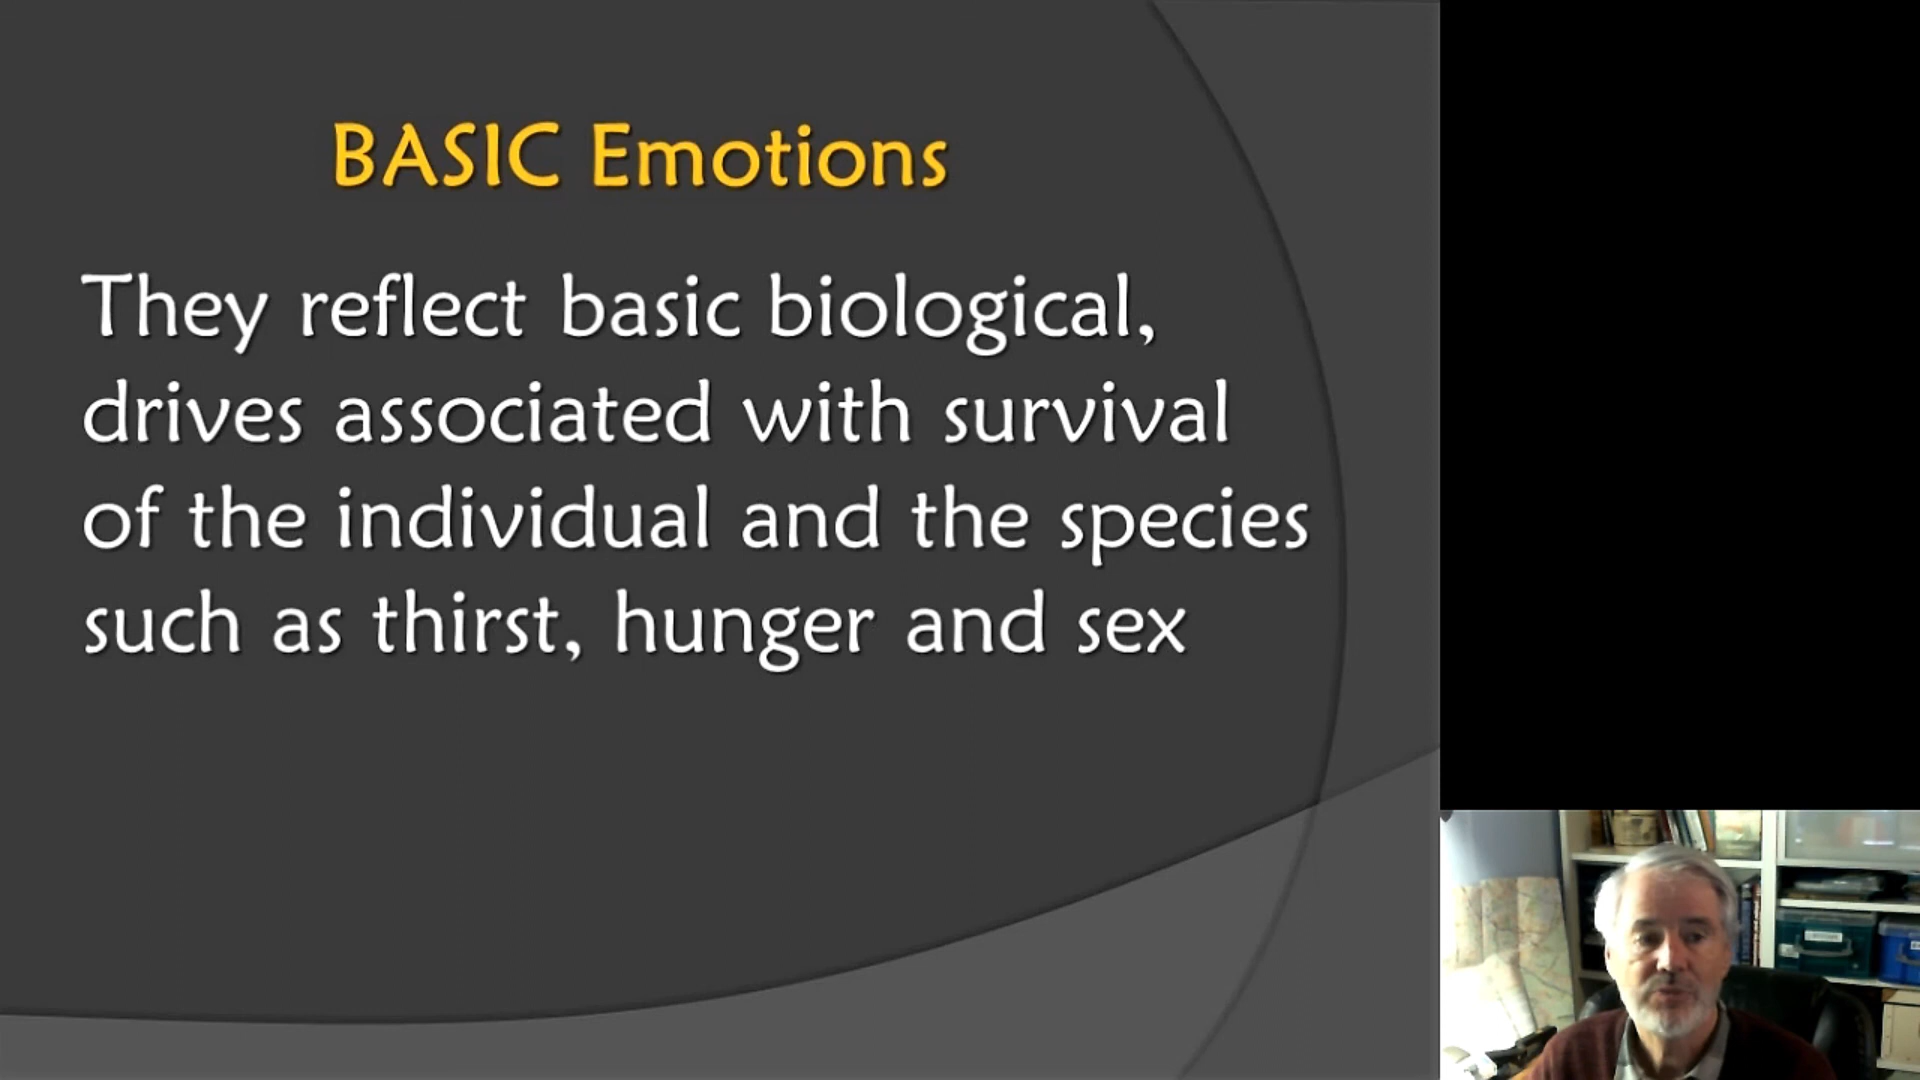 BASIC Emotions
They reflect basic biological,
drives associated with survival
of the individual and the species
such as thirst, hunger and sex